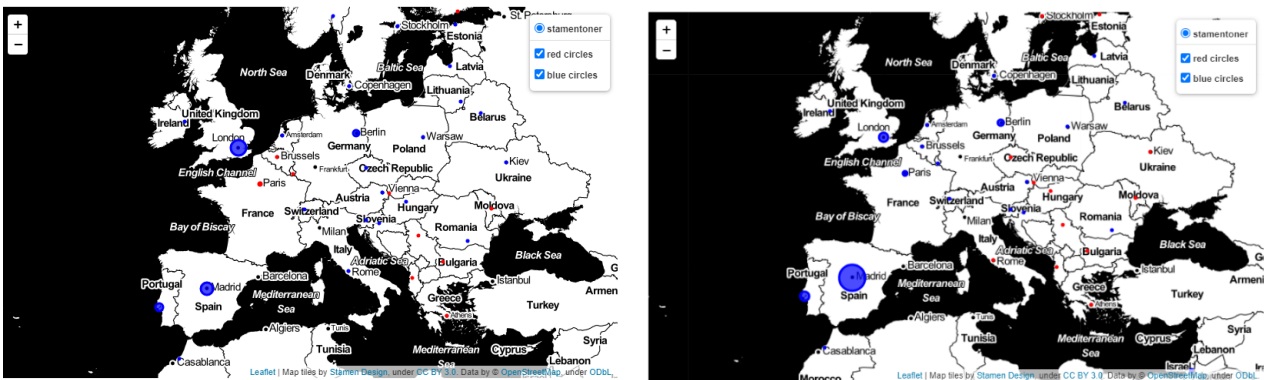 +
−
stamentoner
red circles
blue circles
Stockholm
St. Petersburg
Estonia
North Sea
Baltic Sea
Latvia
Denmark
Copenhagen
Lithuania
United Kingdom
Ireland
Belarus
London
Amsterdam
Berlin
Warsaw
Germany
Poland
Brussels
English Channel
Frankfurt
Czech Republic
Kiev
Ukraine
Paris
Vienna
Austria
France
Switzerland
Hungary
Moldova
Slovenia
Bay of Biscay
Milan
Romania
Italy
Adriatic Sea
Bulgaria
Black Sea
Rome
Barcelona
Istanbul
Portugal
Madrid
Spain
Mediterranean
Sea
Greece
Turkey
Armen
Athens
Algiers
Tunis
Tunisia
Mediterranean
Sea
Cyprus
Syria
Lebanon
Casablanca
Leaflet | Map tiles by Stamen Design, under CC BY 3.0. Data by © OpenStreetMap, under ODbL.
+
−
stamentoner
red circles
blue circles
Stockholm
Estonia
North Sea
Baltic Sea
Latvia
Denmark
Copenhagen
Lithuania
United Kingdom
Ireland
Belarus
London
Amsterdam
Berlin
Warsaw
Germany
Poland
Brussels
English Channel
Frankfurt
Czech Republic
Kiev
Ukraine
Paris
Vienna
Austria
France
Switzerland
Hungary
Moldova
Slovenia
Bay of Biscay
Milan
Romania
Italy
Adriatic Sea
Bulgaria
Black Sea
Rome
Barcelona
Istanbul
Portugal
Madrid
Spain
Mediterranean
Sea
Greece
Turkey
Athens
Algiers
Tunis
Tunisia
Mediterranean
Sea
Cyprus
Syria
Lebanon
Casablanca
Israel
Morocco
Leaflet | Map tiles by Stamen Design, under CC BY 3.0. Data by © OpenStreetMap, under ODbL.